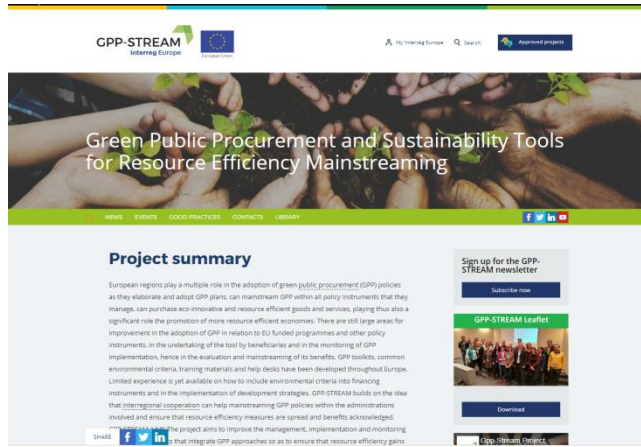 GPP-STREAM
Interreg Europe
European Union
My Interreg Europe
Search
Approved projects
Green Public Procurement and Sustainability Tools
for Resource Efficiency Mainstreaming
NEWS EVENTS GOOD PRACTICES CONTACTS LIBRARY
Project summary
European regions play a multiple role in the adoption of green public procurement (GPP) policies
as they elaborate and adopt GPP plans, can mainstream GPP within all policy instruments that they
manage, can purchase eco-innovative and resource efficient goods and services, playing thus also a
significant role the promotion of more resource efficient economies. There are still large areas for
improvement in the adoption of GPP in relation to EU funded programmes and other policy
instruments, in the undertaking of the tool by beneficiaries and in the monitoring of GPP
implementation, hence in the evaluation and mainstreaming of its benefits. GPP toolkits, common
environmental criteria, training materials and help desks have been developed throughout Europe.
Limited experience is yet available on how to include environmental criteria into financing
instruments and in the implementation of development strategies. GPP-STREAM builds on the idea
that interregional cooperation can help mainstreaming GPP policies within the administrations
involved and ensure that resource efficiency measures are spread and benefits acknowledged.
The project aims to improve the management, implementation and monitoring
s that integrate GPP approaches so as to ensure that resource efficiency gains
SHARE
Sign up for the GPP-
STREAM newsletter
Subscribe now
GPP-STREAM Leaflet
Download
Gpp-Stream Project